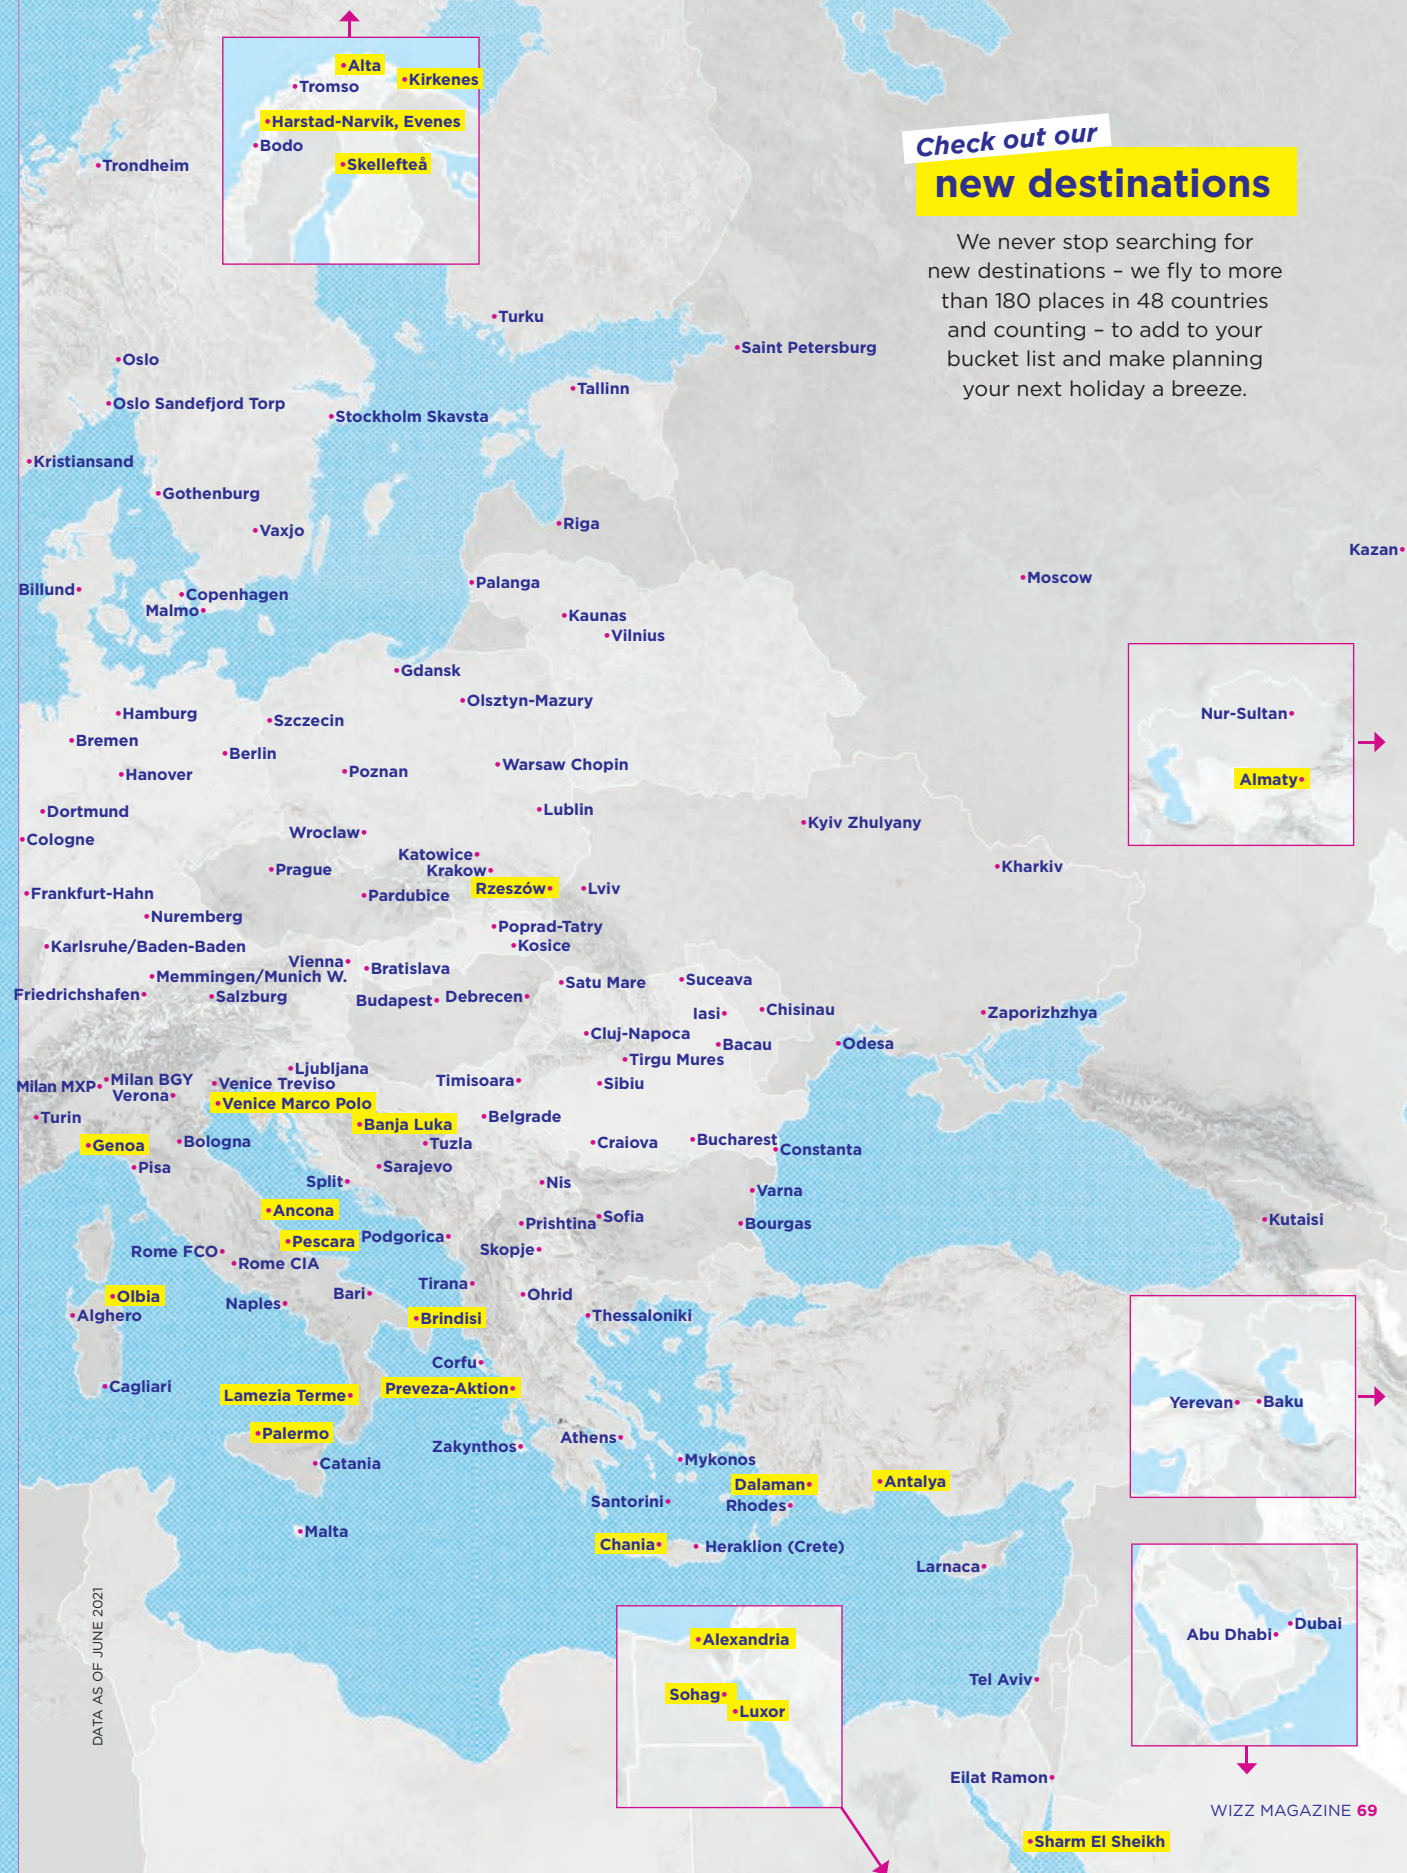 Alta
Kirkenes
Tromso
Harstad-Narvik, Evenes
Bodo
Skellefteå
Trondheim
Check out our
new destinations
We never stop searching for
new destinations – we fly to more
than 180 places in 48 countries
and counting – to add to your
bucket list and make planning
your next holiday a breeze.
Turku
Saint Petersburg
Oslo
Tallinn
Oslo Sandefjord Torp
Stockholm Skavsta
Kristiansand
Gothenburg
Riga
Vaxjo
Kazan
Moscow
Palanga
Billund
Copenhagen
Malmo
Kaunas
Vilnius
Gdansk
Olsztyn-Mazury
Hamburg
Szczecin
Nur-Sultan
Bremen
Berlin
Warsaw Chopin
Hanover
Poznan
Almaty
Dortmund
Lublin
Kyiv Zhulyany
Cologne
Wroclaw
Katowice
Krakow
Prague
Kharkiv
Rzeszów
Lviv
Frankfurt-Hahn
Pardubice
Nuremberg
Poprad-Tatry
Karlsruhe/Baden-Baden
Kosice
Vienna
Bratislava
Memmingen/Munich W.
Satu Mare
Suceava
Friedrichshafen
Salzburg
Budapest
Debrecen
Iasi
Chisinau
Zaporizhzhya
Cluj-Napoca
Bacau
Odesa
Tirgu Mures
Ljubljana
Milan MXP
Milan BGY
Venice Treviso
Timisoara
Sibiu
Verona
Venice Marco Polo
Turin
Banja Luka
Belgrade
Genoa
Bologna
Tuzla
Craiova
Bucharest
Constanta
Pisa
Sarajevo
Split
Nis
Varna
Ancona
Prishtina
Sofia
Bourgas
Kutaisi
Pescara
Podgorica
Rome FCO
Skopje
Rome CIA
Tirana
Olbia
Bari
Ohrid
Naples
Alghero
Brindisi
Thessaloniki
Corfu
Cagliari
Lamezia Terme
Preveza-Aktion
Yerevan
Baku
Palermo
Zakynthos
Athens
Catania
Mykonos
Dalaman
Antalya
Santorini
Rhodes
Malta
Chania
Heraklion (Crete)
Larnaca
DATA AS OF JUNE 2021
Alexandria
Abu Dhabi
Dubai
Sohag
Luxor
Tel Aviv
Eilat Ramon
WIZZ MAGAZINE 69
Sharm El Sheikh